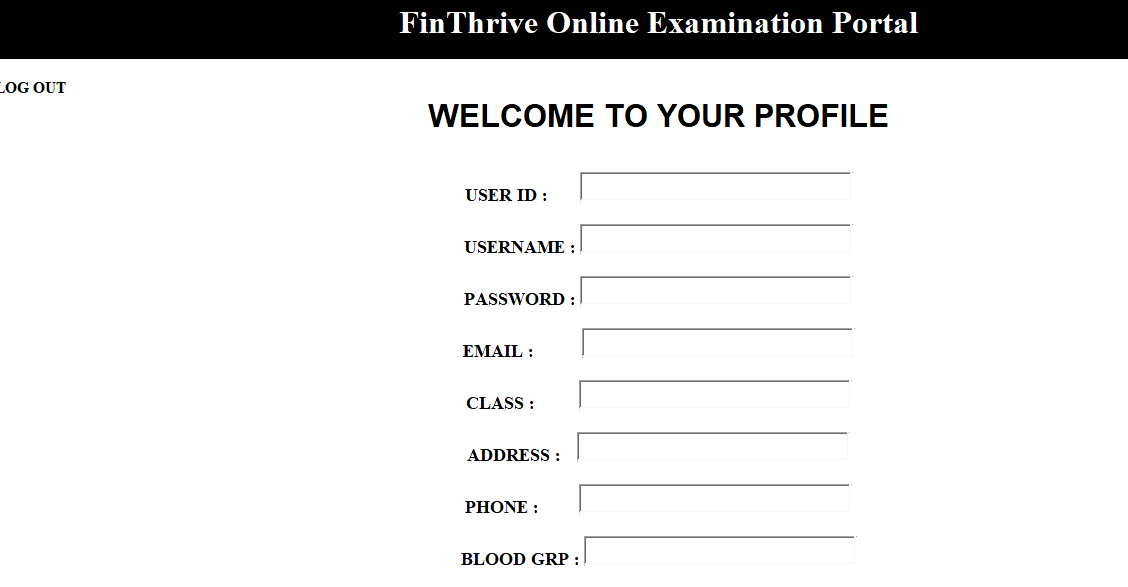 FinThrive Online Examination Portal
LOG OUT
WELCOME TO YOUR PROFILE
USER ID :
USERNAME :
PASSWORD :
EMAIL :
CLASS :
ADDRESS :
PHONE :
BLOOD GRP :